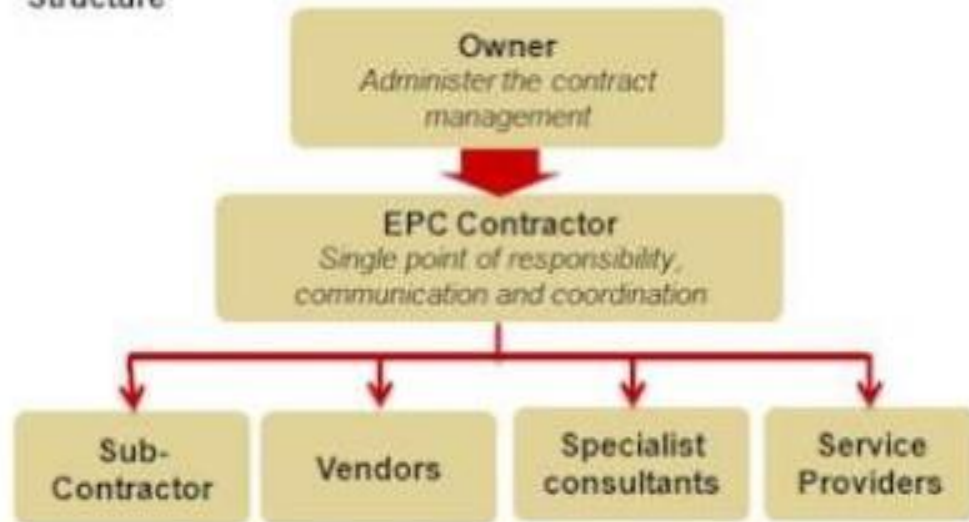 Structure
Owner
Administer the contract
management
EPC Contractor
Single point of responsibility,
communication and coordination
Sub-
Contractor
Vendors
Specialist
consultants
Service
Providers